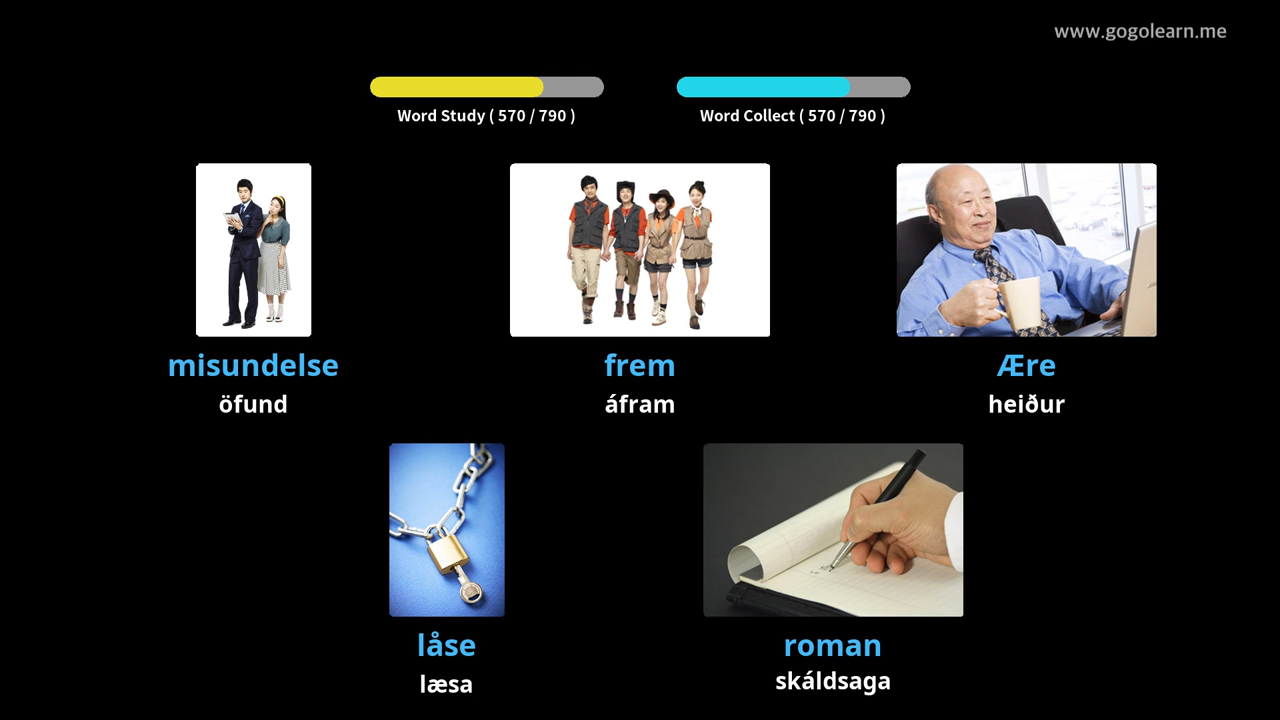 www.gogolearn.me
Word Study ( 570 / 790 )
Word Collect ( 570 / 790 )
misundelse
öfund
frem
áfram
Ære
heiður
låse
læsa
roman
skáldsaga